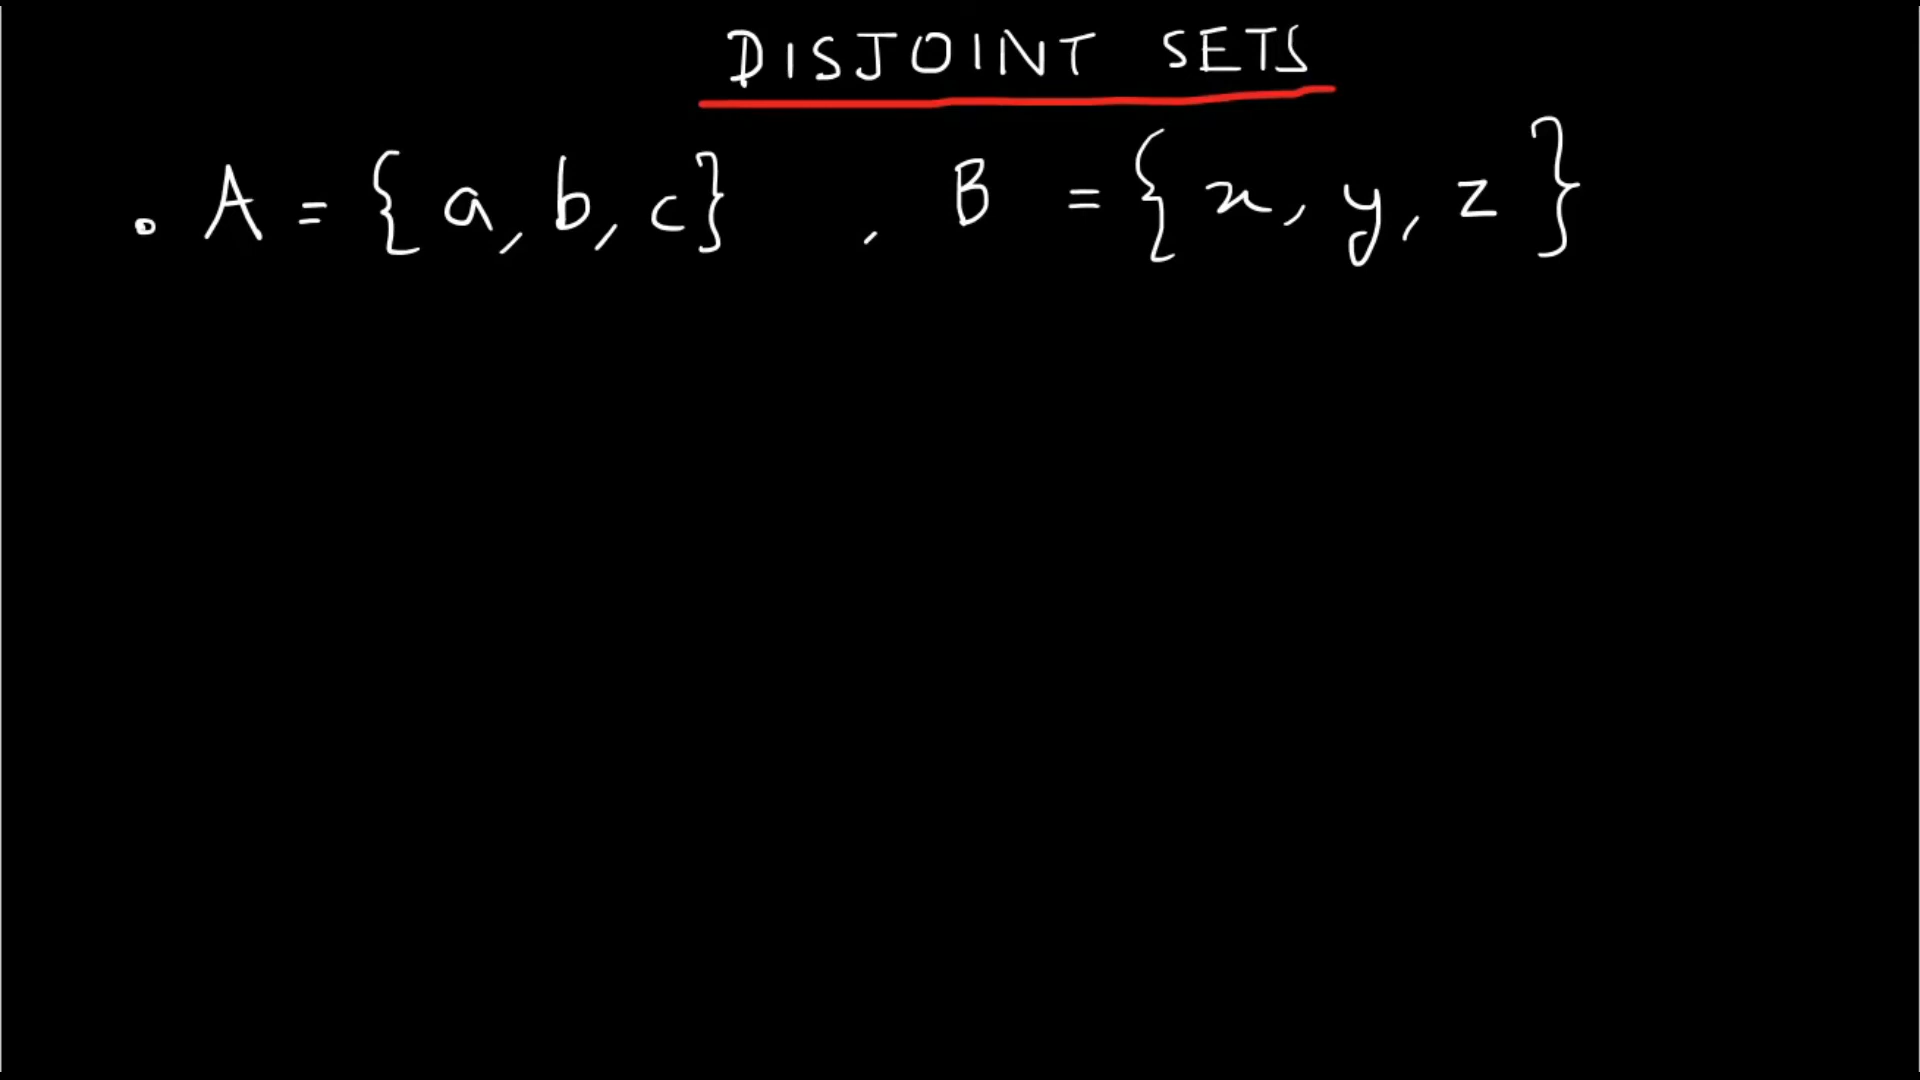 DISJOINT SETS
. A = { a, b, c } , B = { x, y, z }